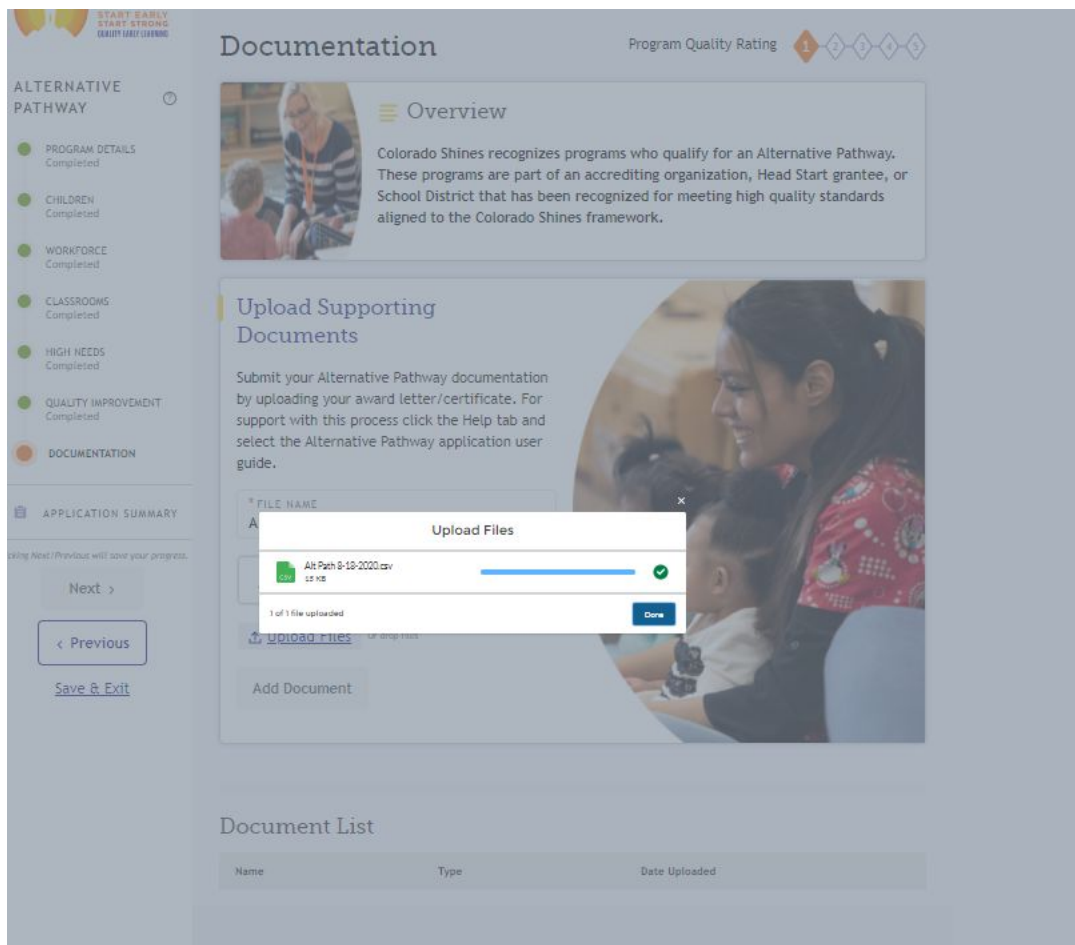 START EARLY
START STRONG
QUALITY EARLY LEARNING
ALTERNATIVE
PATHWAY
PROGRAM DETAILS
Completed
CHILDREN
Completed
WORKFORCE
Completed
CLASSROOMS
Completed
HIGH NEEDS
Completed
QUALITY IMPROVEMENT
Completed
DOCUMENTATION
APPLICATION SUMMARY
Next/Previous will save your progress.
Next >
< Previous
Save & Exit
Documentation
Program Quality Rating 1 2 3 4 5
Overview
Colorado Shines recognizes programs who qualify for an Alternative Pathway.
These programs are part of an accrediting organization, Head Start grantee, or
School District that has been recognized for meeting high quality standards
aligned to the Colorado Shines framework.
Upload Supporting
Documents
Submit your Alternative Pathway documentation
by uploading your award letter/certificate. For
support with this process click the Help tab and
select the Alternative Pathway application user
guide.
* FILE NAME
A
×
Upload Files
CSV
Alt Path 8-18-2020.csv
15 KB
1 of 1 file uploaded
Done
Upload Files Or drop files
Add Document
Document List
Name Type Date Uploaded